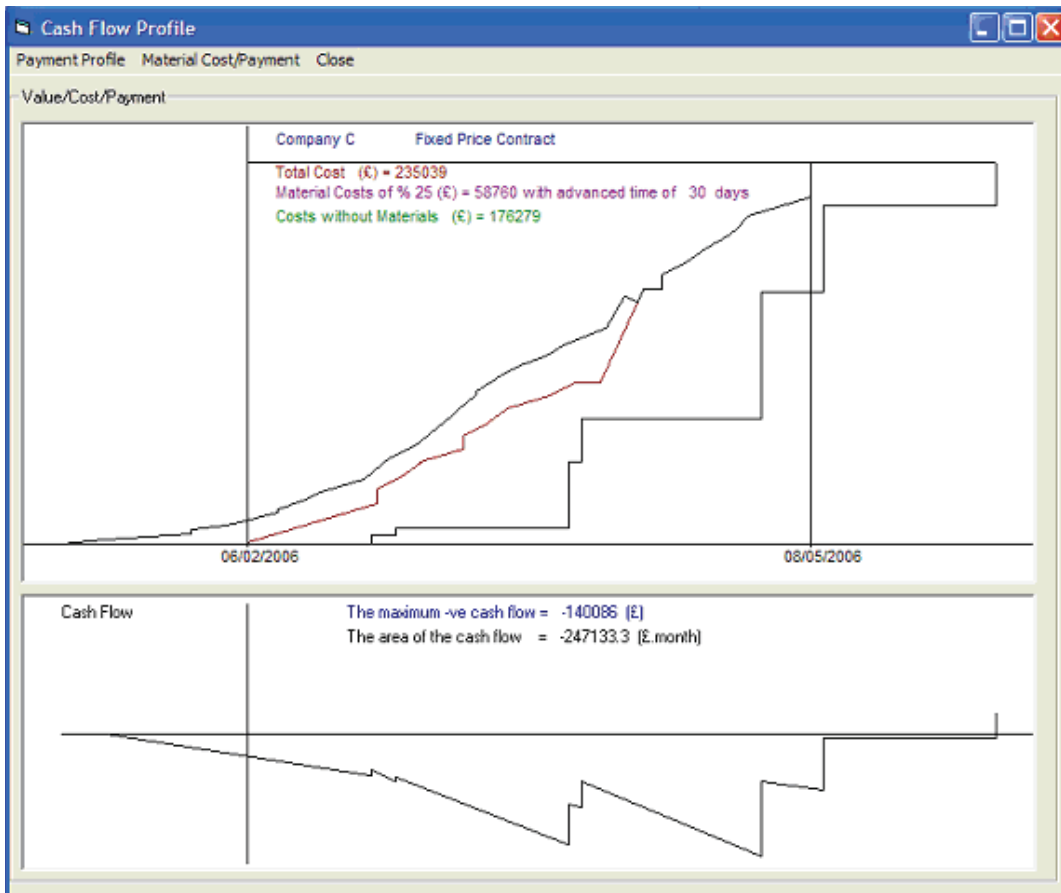 Cash Flow Profile
Payment Profile Material Cost/Payment Close
Value/Cost/Payment
Company C Fixed Price Contract
Total Cost (£) = 235039
Material Costs of % 25 (£) = 58760 with advanced time of 30 days
Costs without Materials (£) = 176279
06/02/2006 08/05/2006
Cash Flow The maximum -ve cash flow = -140086 (£)
The area of the cash flow = -247133.3 (£.month)